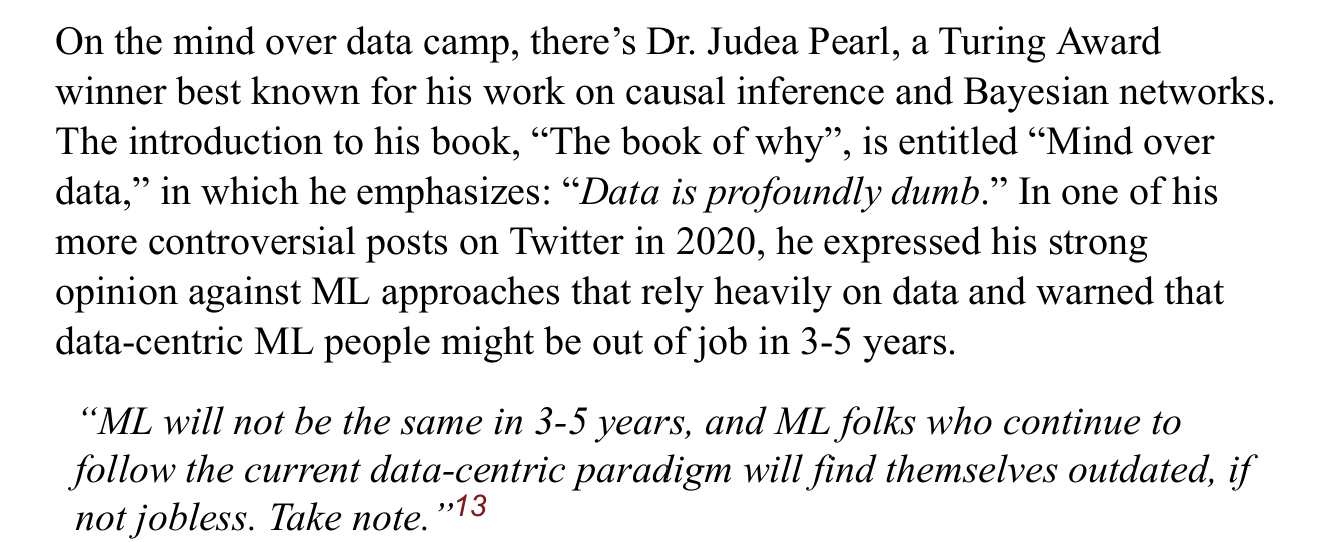 On the mind over data camp, there’s Dr. Judea Pearl, a Turing Award
winner best known for his work on causal inference and Bayesian networks.
The introduction to his book, “The book of why”, is entitled “Mind over
data,” in which he emphasizes: “Data is profoundly dumb.” In one of his
more controversial posts on Twitter in 2020, he expressed his strong
opinion against ML approaches that rely heavily on data and warned that
data-centric ML people might be out of job in 3-5 years.
“ML will not be the same in 3-5 years, and ML folks who continue to
follow the current data-centric paradigm will find themselves outdated, if
not jobless. Take note.”13